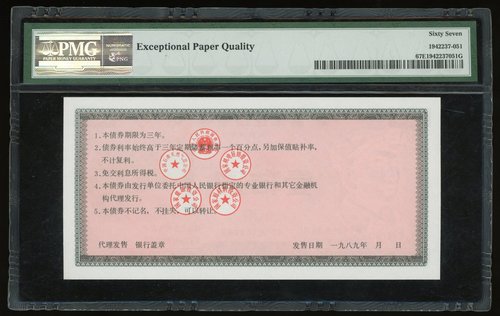 PMG
PAPER MONEY GUARANTY
NUMISMATIC
PNG
Exceptional Paper Quality
Sixty Seven
1942237-051
67E1942237051G
1. 本债券期限为三年。
2. 债券利率始终高于三年定期储蓄利率一个百分点，另加保值贴补率，
不计复利。
3. 免交利息所得税。
4. 本债券由发行单位委托中国人民银行指定的专业银行和其它金融机
构代理发行。
5. 本债券不记名，不挂失，可以转让。
代理发售 银行盖章
发售日期 一九八九年 月 日